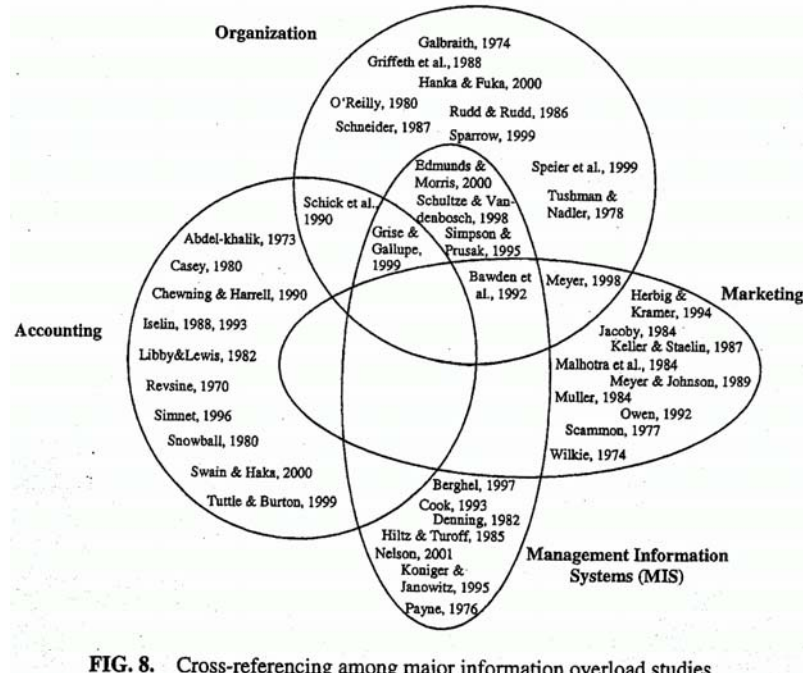 Organization
Galbraith, 1974
Griffeth et al., 1988
Hanka & Fuka, 2000
O'Reilly, 1980
Rudd & Rudd, 1986
Schneider, 1987
Sparrow, 1999
Edmunds &
Morris, 2000
Speier et al., 1999
Schultze & Van-
denbosch, 1998
Tushman &
Nadler, 1978
Schick et al.,
1990
Grise &
Gallupe,
1999
Simpson &
Prusak, 1995
Abdel-khalik, 1973
Casey, 1980
Chewning & Harrell, 1990
Accounting
Iselin, 1988, 1993
Libby&Lewis, 1982
Revsine, 1970
Simnet, 1996
Snowball, 1980
Swain & Haka, 2000
Tuttle & Burton, 1999
Bawden et
al., 1992
Meyer, 1998
Marketing
Herbig &
Kramer, 1994
Jacoby, 1984
Keller & Staelin, 1987
Malhotra et al., 1984
Meyer & Johnson, 1989
Muller, 1984
Owen, 1992
Scammon, 1977
Wilkie, 1974
Berghel, 1997
Cook, 1993
Denning, 1982
Hiltz & Turoff, 1985
Nelson, 2001
Koniger &
Janowitz, 1995
Payne, 1976
Management Information
Systems (MIS)
FIG. 8. Cross-referencing among major information overload studies